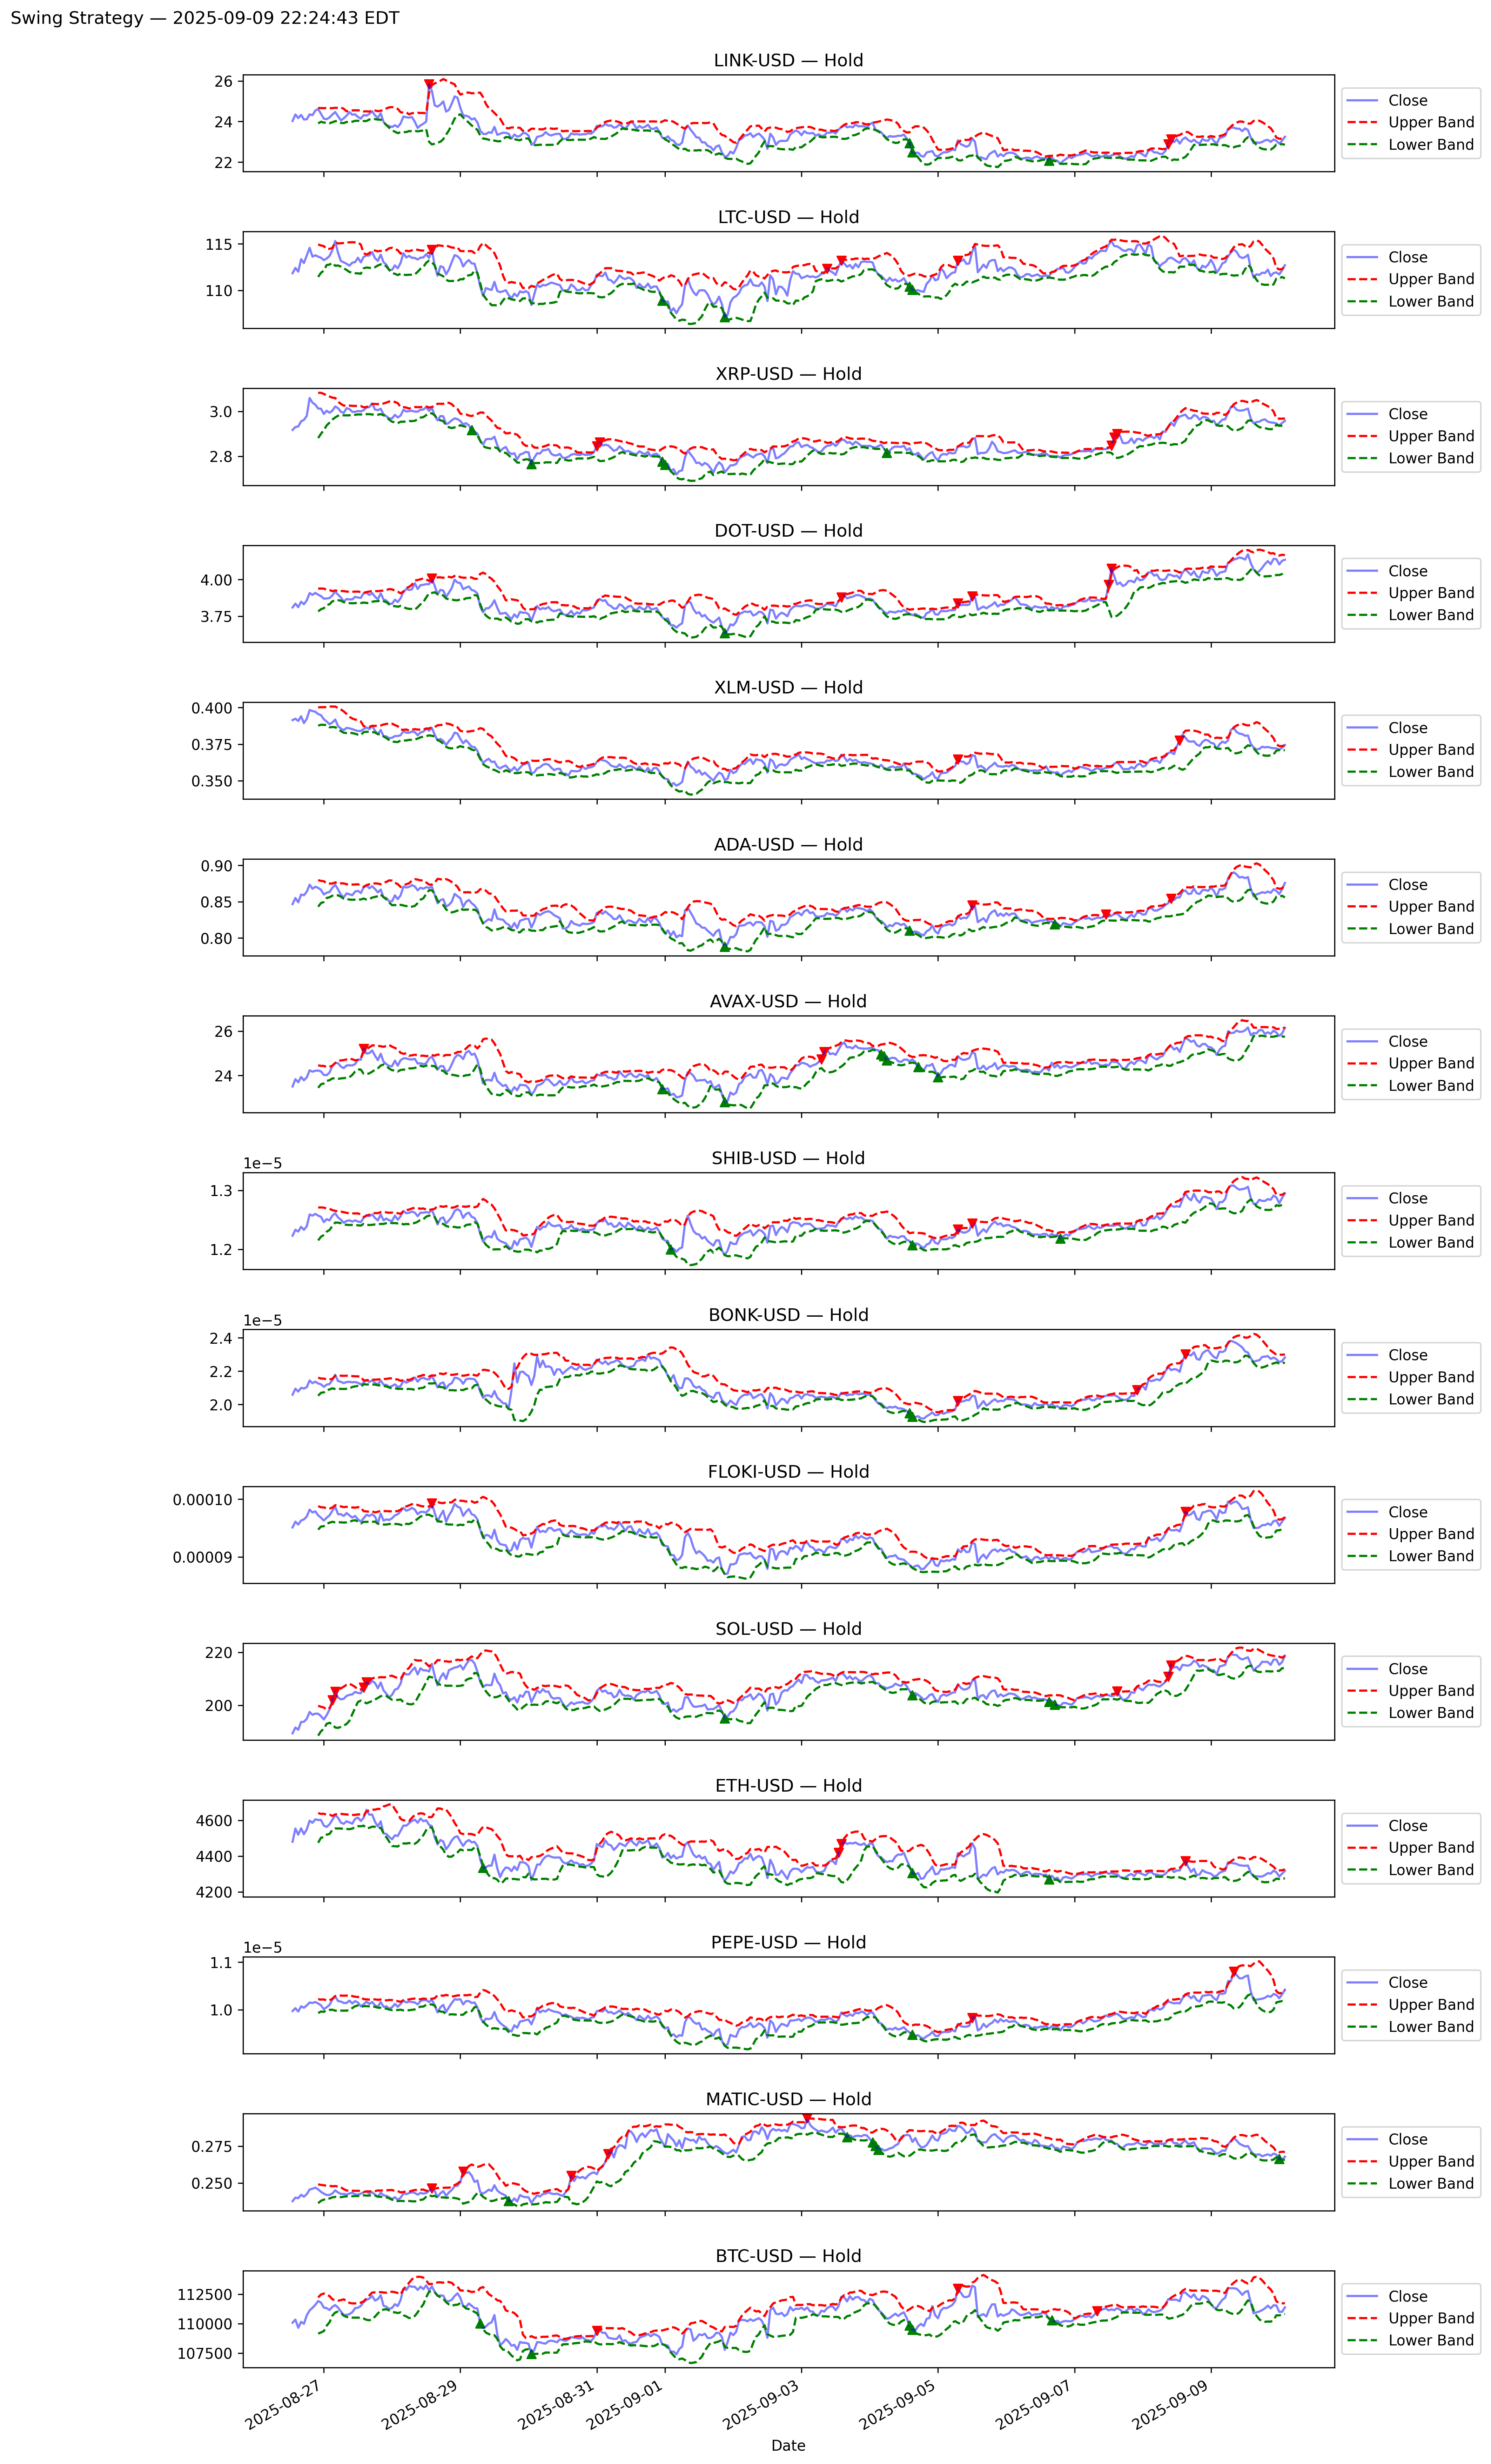 Swing Strategy — 2025-09-09 22:24:43 EDT
LINK-USD — Hold
26
24
22
Close
Upper Band
Lower Band
LTC-USD — Hold
115
110
Close
Upper Band
Lower Band
XRP-USD — Hold
3.0
2.8
Close
Upper Band
Lower Band
DOT-USD — Hold
4.00
3.75
Close
Upper Band
Lower Band
XLM-USD — Hold
0.400
0.375
0.350
Close
Upper Band
Lower Band
ADA-USD — Hold
0.90
0.85
0.80
Close
Upper Band
Lower Band
AVAX-USD — Hold
26
24
Close
Upper Band
Lower Band
SHIB-USD — Hold
1e−5
1.3
1.2
Close
Upper Band
Lower Band
BONK-USD — Hold
1e−5
2.4
2.2
2.0
Close
Upper Band
Lower Band
FLOKI-USD — Hold
0.00010
0.00009
Close
Upper Band
Lower Band
SOL-USD — Hold
220
200
Close
Upper Band
Lower Band
ETH-USD — Hold
4600
4400
4200
Close
Upper Band
Lower Band
PEPE-USD — Hold
1e−5
1.1
1.0
Close
Upper Band
Lower Band
MATIC-USD — Hold
0.275
0.250
Close
Upper Band
Lower Band
BTC-USD — Hold
112500
110000
107500
Close
Upper Band
Lower Band
2025-08-27
2025-08-29
2025-08-31
2025-09-01
2025-09-03
2025-09-05
2025-09-07
2025-09-09
Date